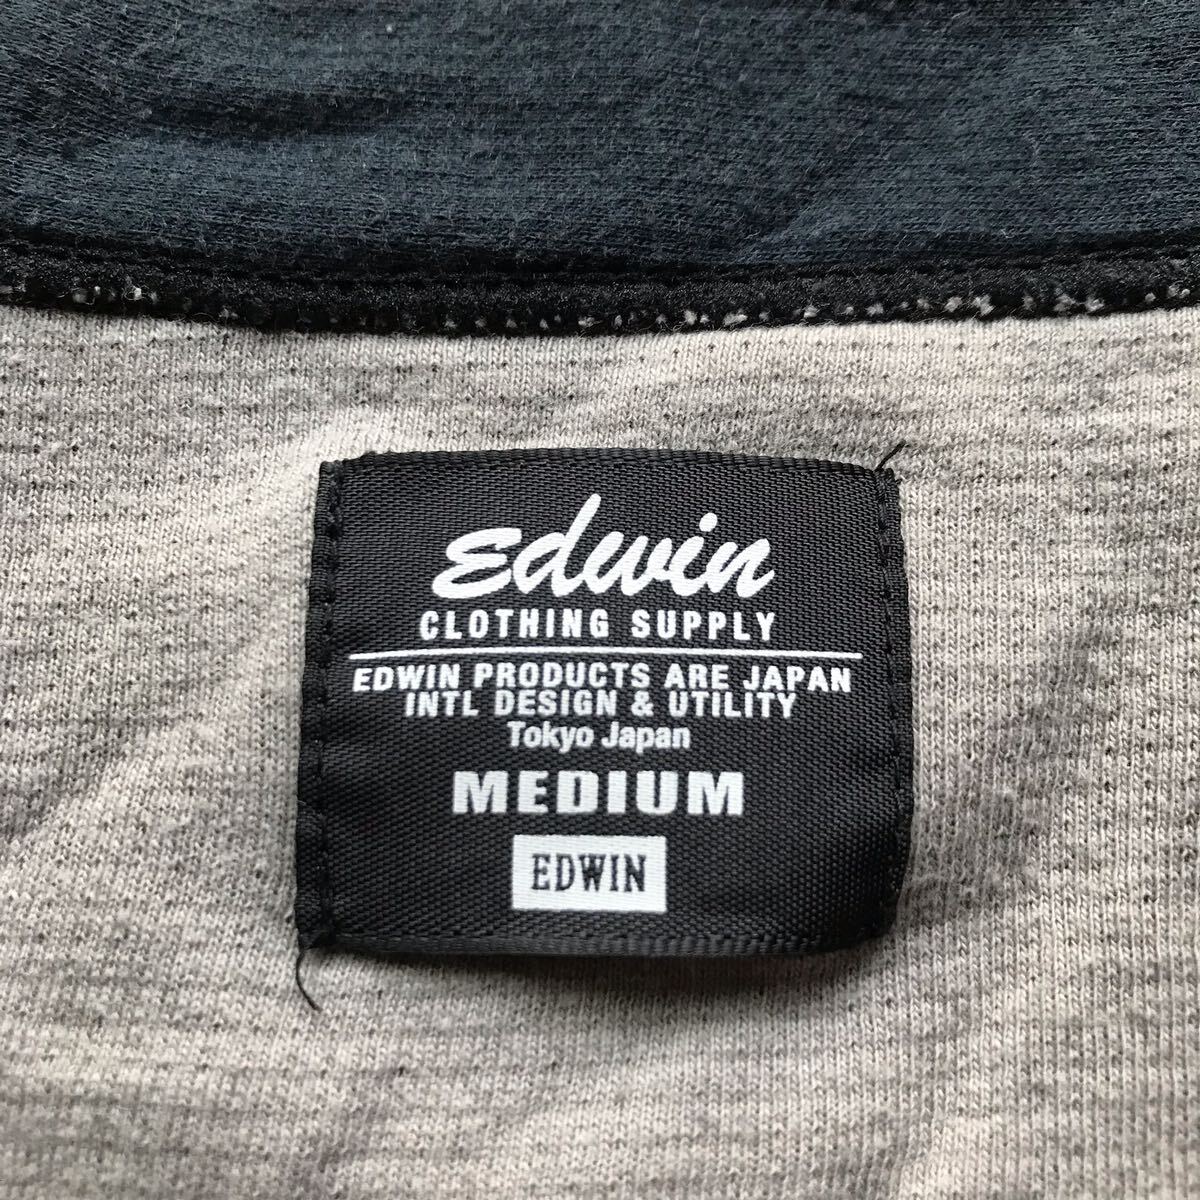 Edwin
CLOTHING SUPPLY
EDWIN PRODUCTS ARE JAPAN
INTL DESIGN & UTILITY
Tokyo Japan
MEDIUM
EDWIN